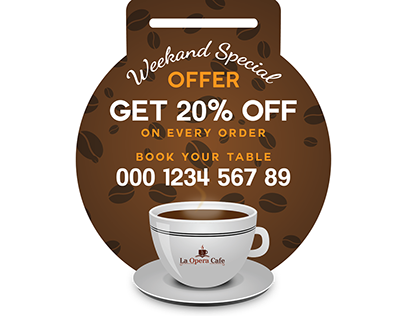 Weekand Special
OFFER
GET 20% OFF
ON EVERY ORDER
BOOK YOUR TABLE
000 1234 567 89
La Opera Cafe